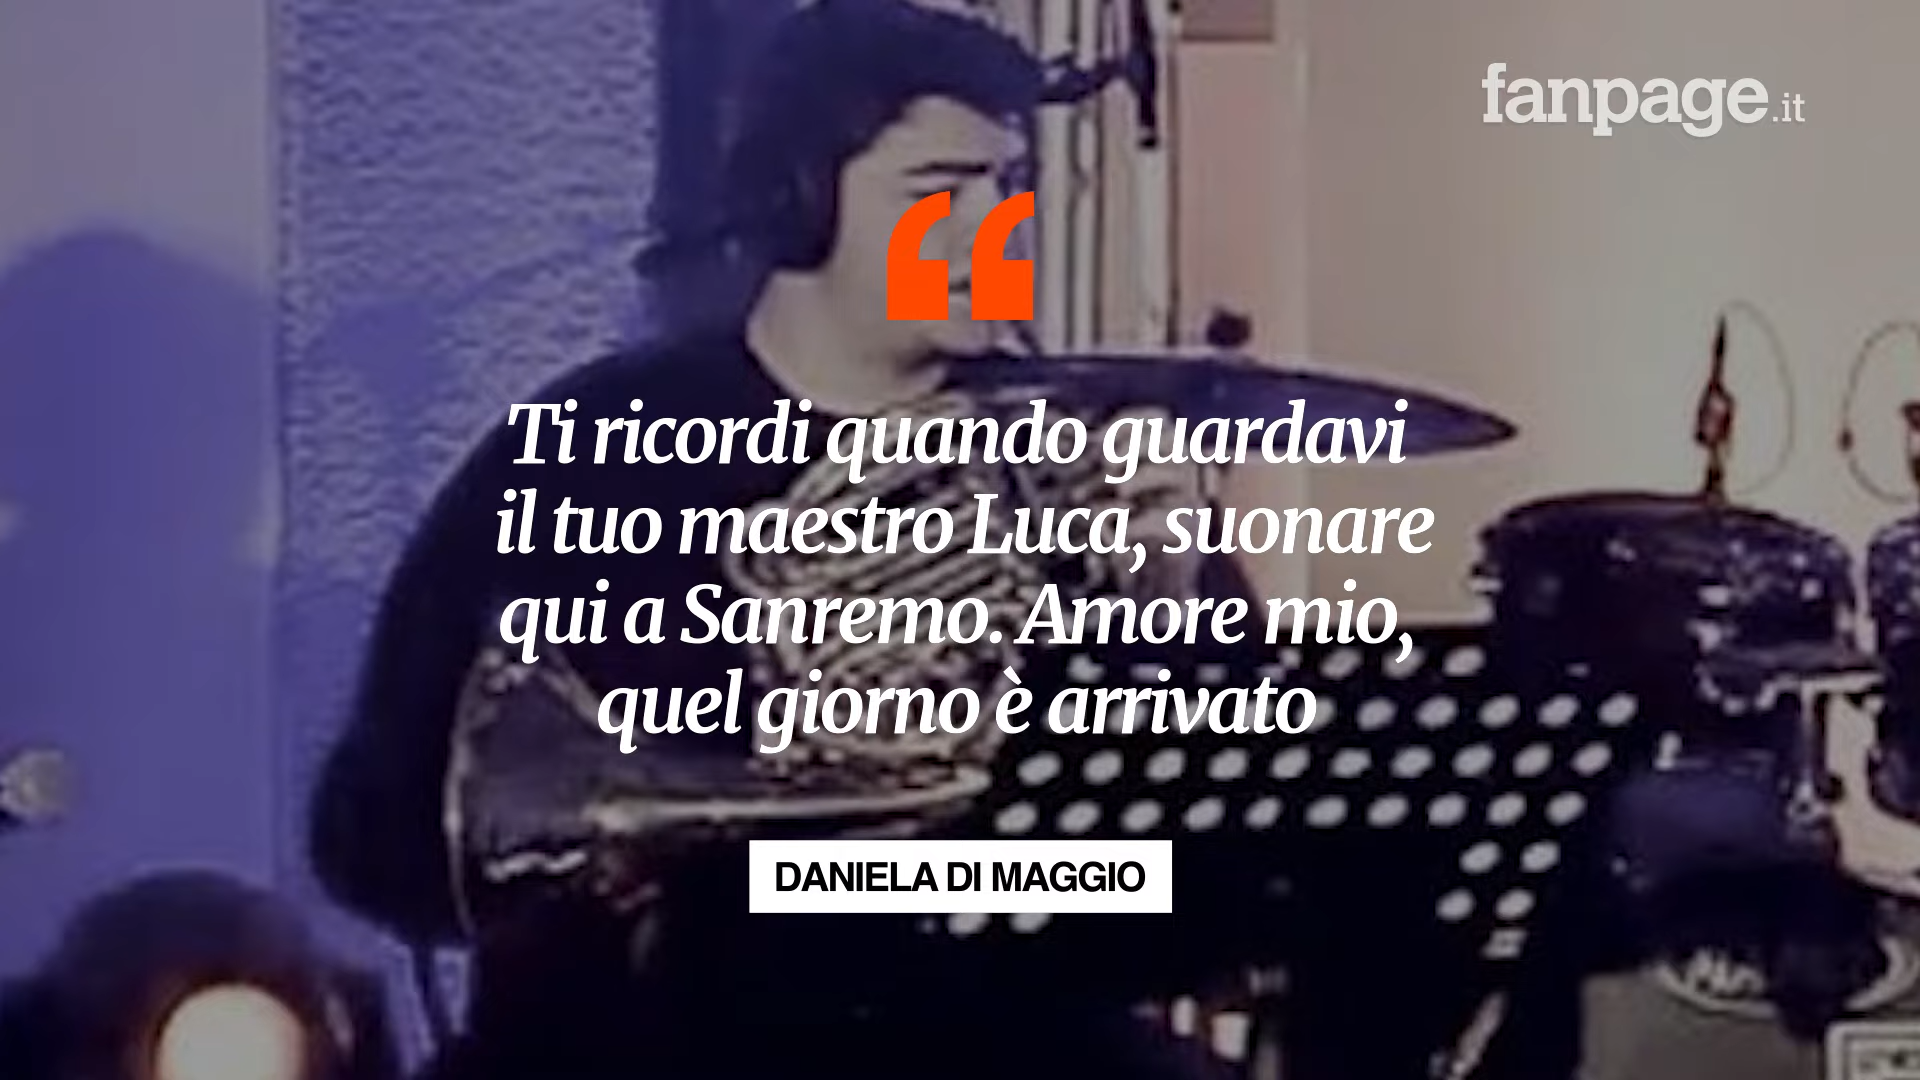 fanpage.it
“
Ti ricordi quando guardavi
il tuo maestro Luca, suonare
qui a Sanremo. Amore mio,
quel giorno è arrivato
DANIELA DI MAGGIO